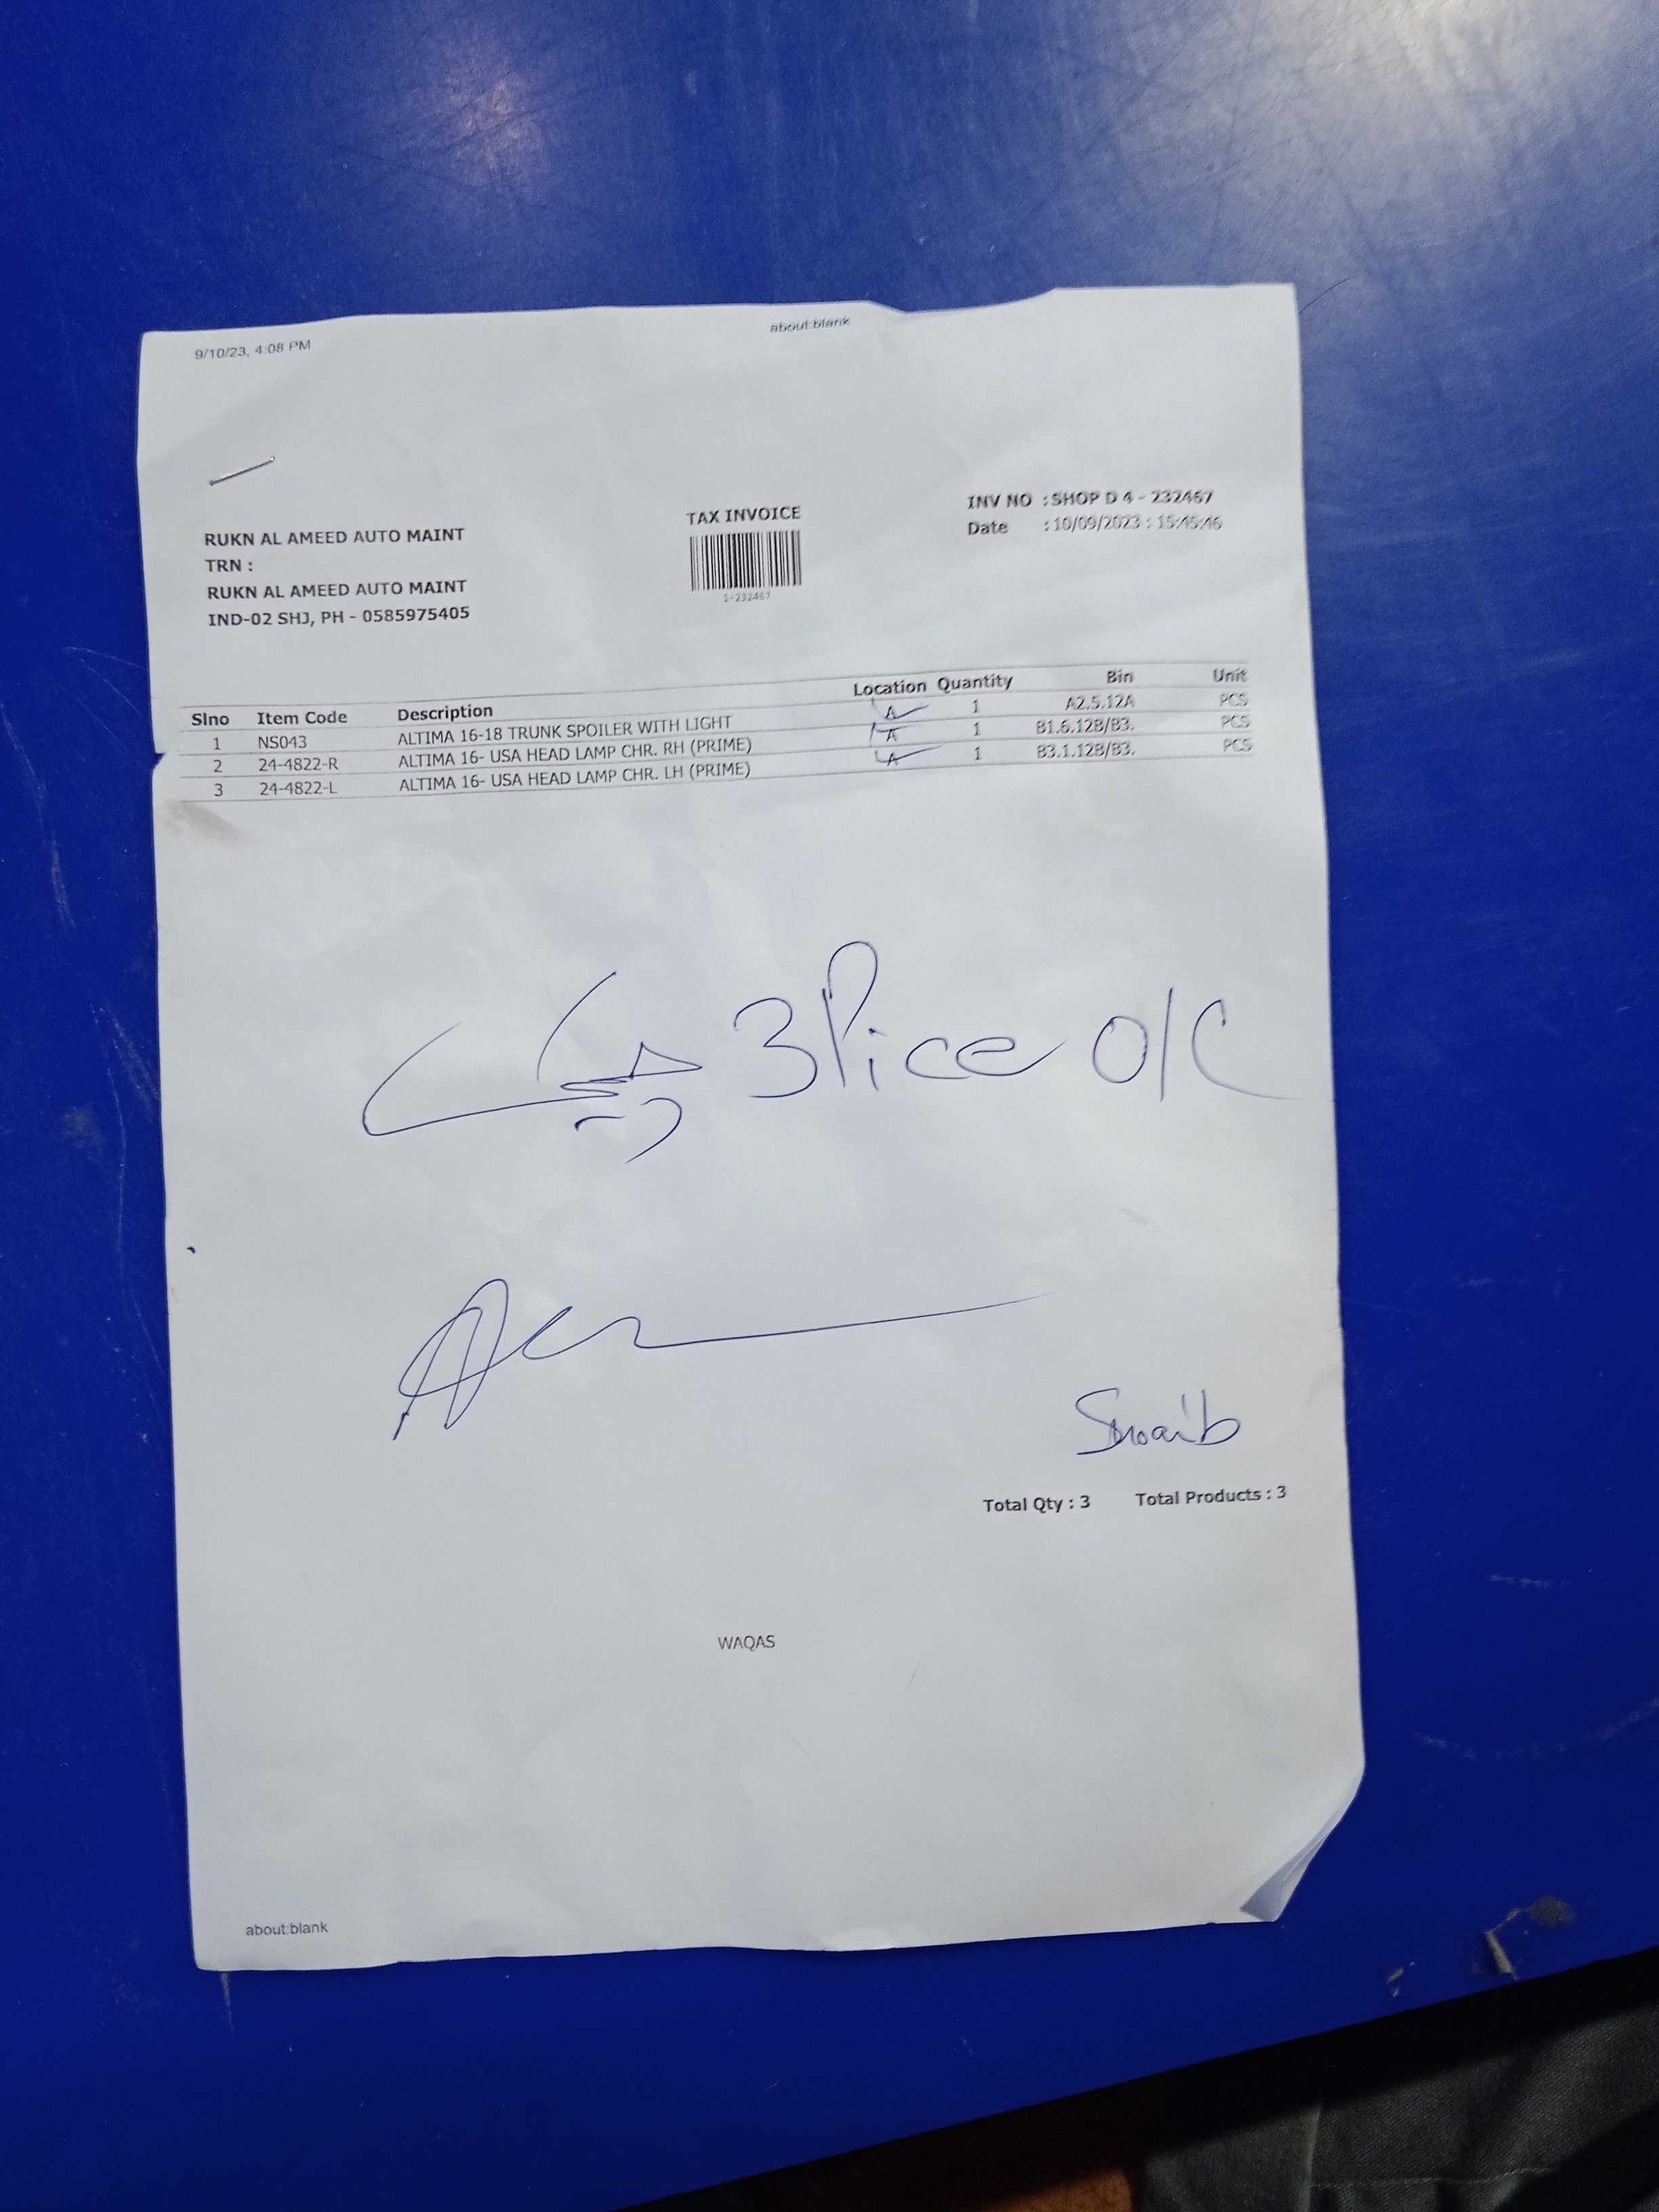 9/10/23, 4:08 PM
about:blank
TAX INVOICE
1-232467
INV NO : SHOP D 4 - 232467
Date : 10/09/2023 : 15:45:46
RUKN AL AMEED AUTO MAINT
TRN :
RUKN AL AMEED AUTO MAINT
IND-02 SHJ, PH - 0585975405
Slno Item Code Description Location Quantity Bin Unit
1 NS043 ALTIMA 16-18 TRUNK SPOILER WITH LIGHT A 1 A2.5.12A PCS
2 24-4822-R ALTIMA 16- USA HEAD LAMP CHR. RH (PRIME) A 1 B1.6.12B/B3. PCS
3 24-4822-L ALTIMA 16- USA HEAD LAMP CHR. LH (PRIME) A 1 B3.1.12B/B3. PCS
3 Pice O/C
Shoaib
Total Qty : 3 Total Products : 3
WAQAS
about:blank